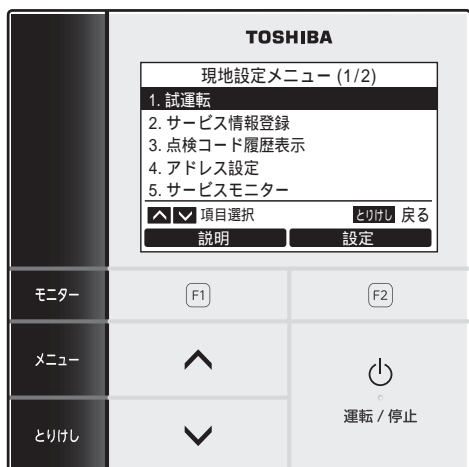 TOSHIBA
現地設定メニュー (1/2)
1. 試運転
2. サービス情報登録
3. 点検コード履歴表示
4. アドレス設定
5. サービスモニター
項目選択 とりけし 戻る
説明 設定
モニター F1 F2
メニュー
運転 / 停止
とりけし